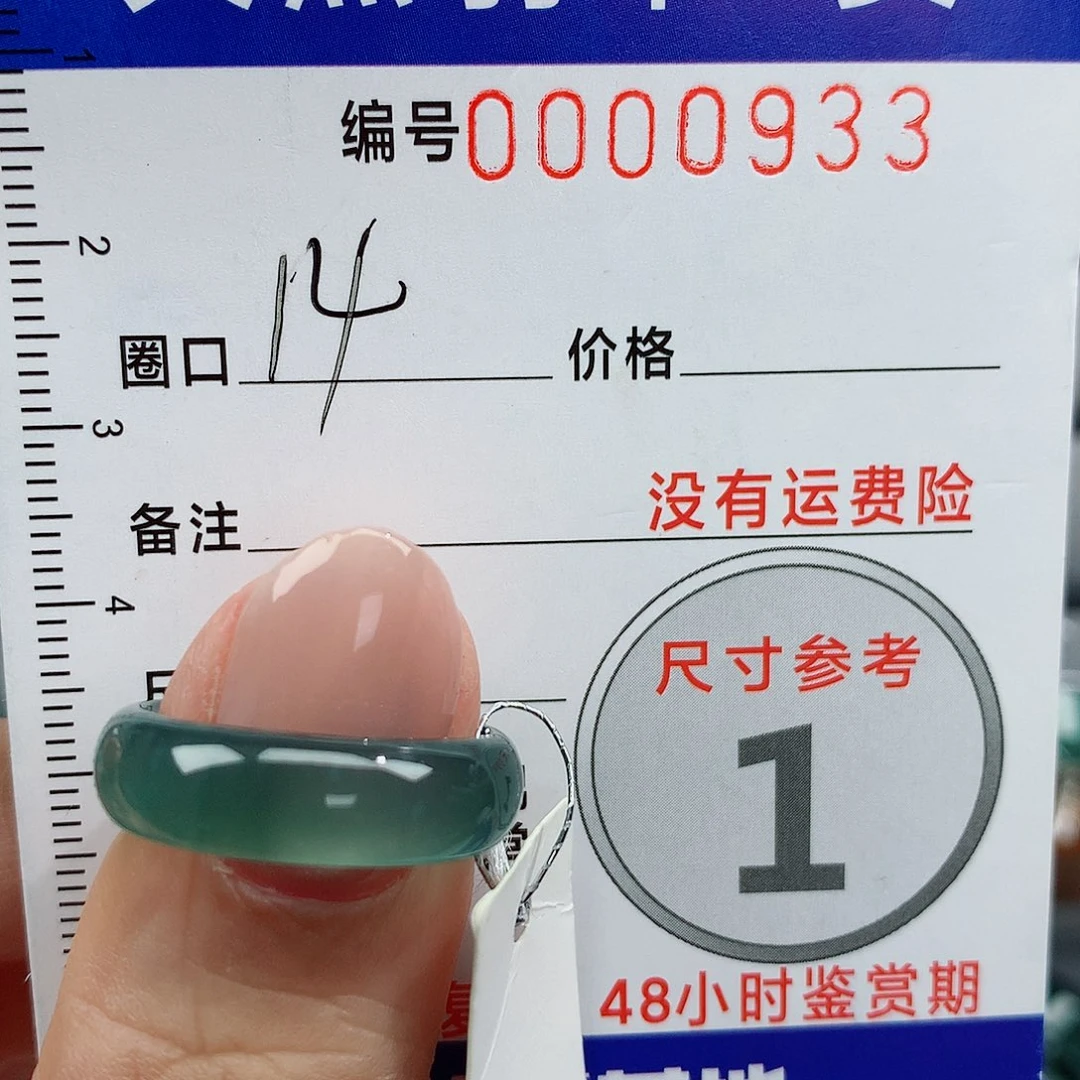 1
编号0000933
2
圈口 14 价格
3
没有运费险
备注
4
尺寸参考
1
48小时鉴赏期